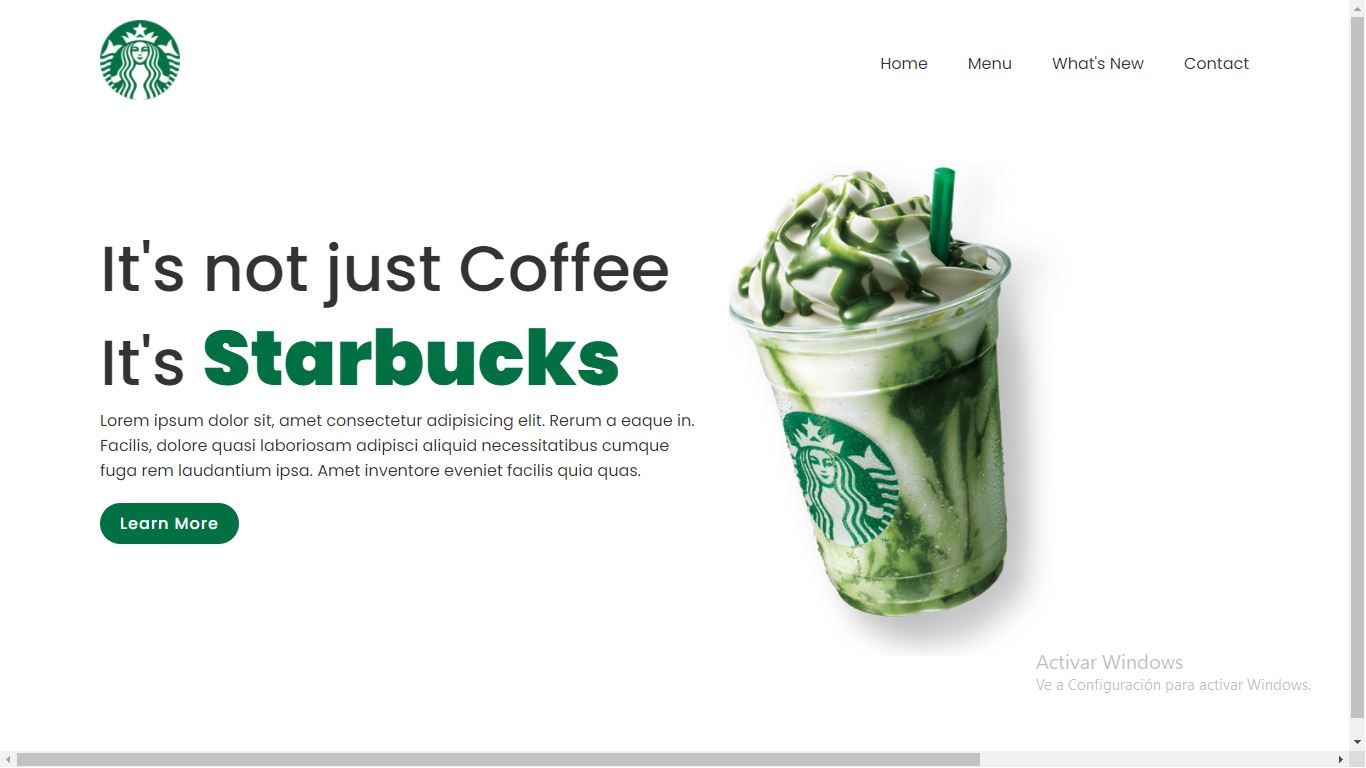 Home Menu What's New Contact
It's not just Coffee
It's Starbucks
Lorem ipsum dolor sit, amet consectetur adipisicing elit. Rerum a eaque in.
Facilis, dolore quasi laboriosam adipisci aliquid necessitatibus cumque
fuga rem laudantium ipsa. Amet inventore eveniet facilis quia quas.
Learn More
Activar Windows
Ve a Configuración para activar Windows.